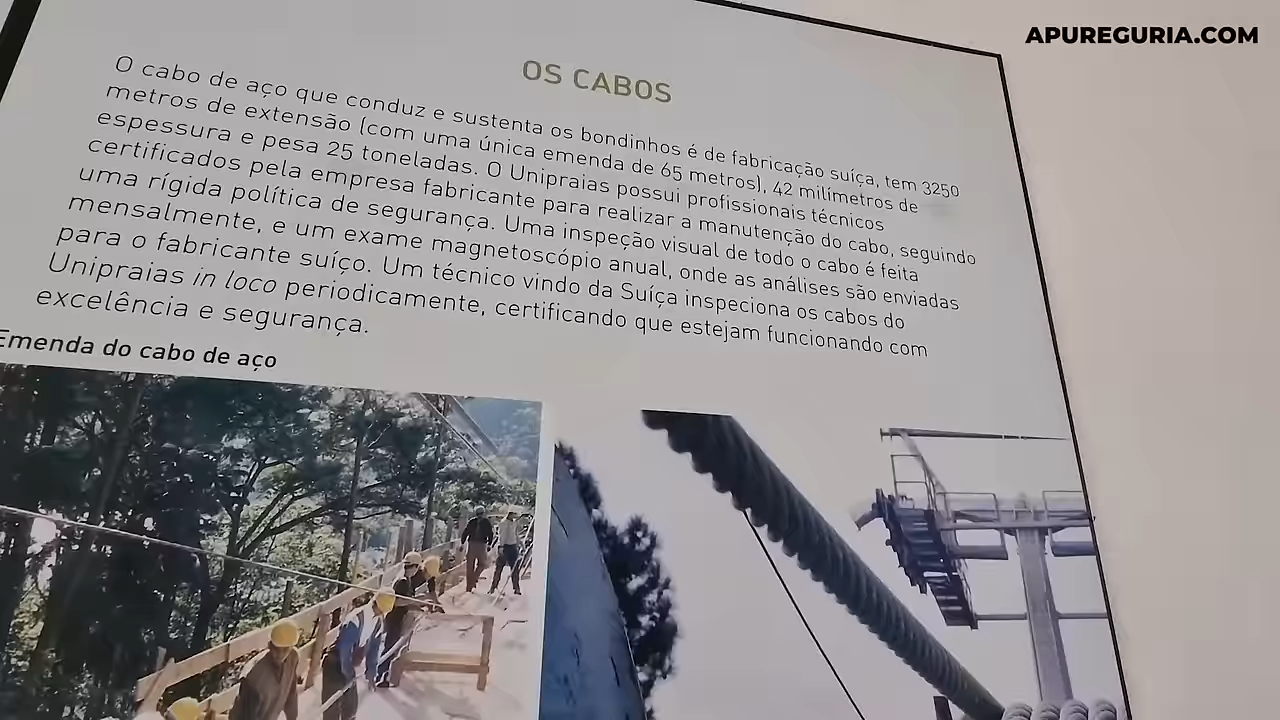 APUREGURIA.COM
OS CABOS
O cabo de aço que conduz e sustenta os bondinhos é de fabricação suíça, tem 3250
metros de extensão (com uma única emenda de 65 metros), 42 milímetros de
espessura e pesa 25 toneladas. O Unipraias possui profissionais técnicos
certificados pela empresa fabricante para realizar a manutenção do cabo, seguindo
uma rígida política de segurança. Uma inspeção visual de todo o cabo é feita
mensalmente, e um exame magnetoscópio anual, onde as análises são enviadas
para o fabricante suíço. Um técnico vindo da Suíça inspeciona os cabos do
Unipraias in loco periodicamente, certificando que estejam funcionando com
excelência e segurança.
Emenda do cabo de aço